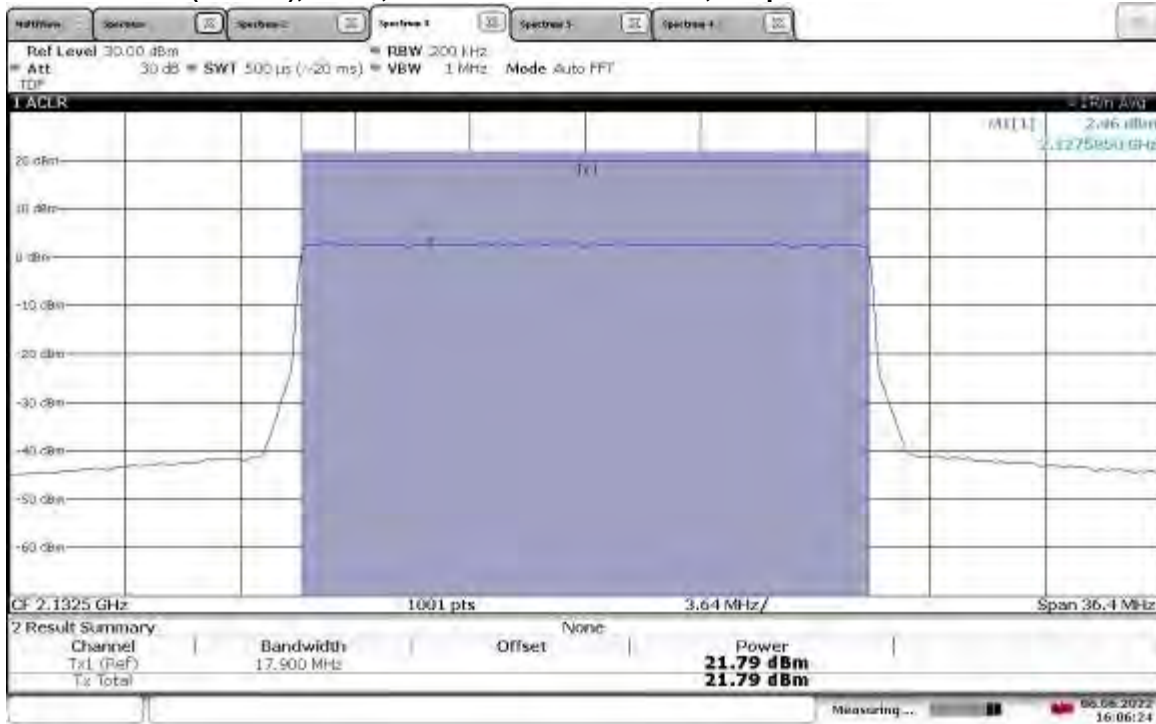 MultiView Spectrum Spectrum 2 Spectrum 3 Spectrum 5 Spectrum 4
Ref Level 30.00 dBm RBW 200 kHz
Att 30 dB SWT 500 µs (~20 ms) VBW 1 MHz Mode Auto FFT
TDF
1 ACLR 1Rm Avg
M1[1] 2.46 dBm
2.1275850 GHz
20 dBm
Tx1
10 dBm
0 dBm
-10 dBm
-20 dBm
-30 dBm
-40 dBm
-50 dBm
-60 dBm
CF 2.1325 GHz 1001 pts 3.64 MHz/ Span 36.4 MHz
2 Result Summary None
Channel Bandwidth Offset Power
Tx1 (Ref) 17.900 MHz 21.79 dBm
Tx Total 21.79 dBm
Measuring... 06.06.2022
16:06:24